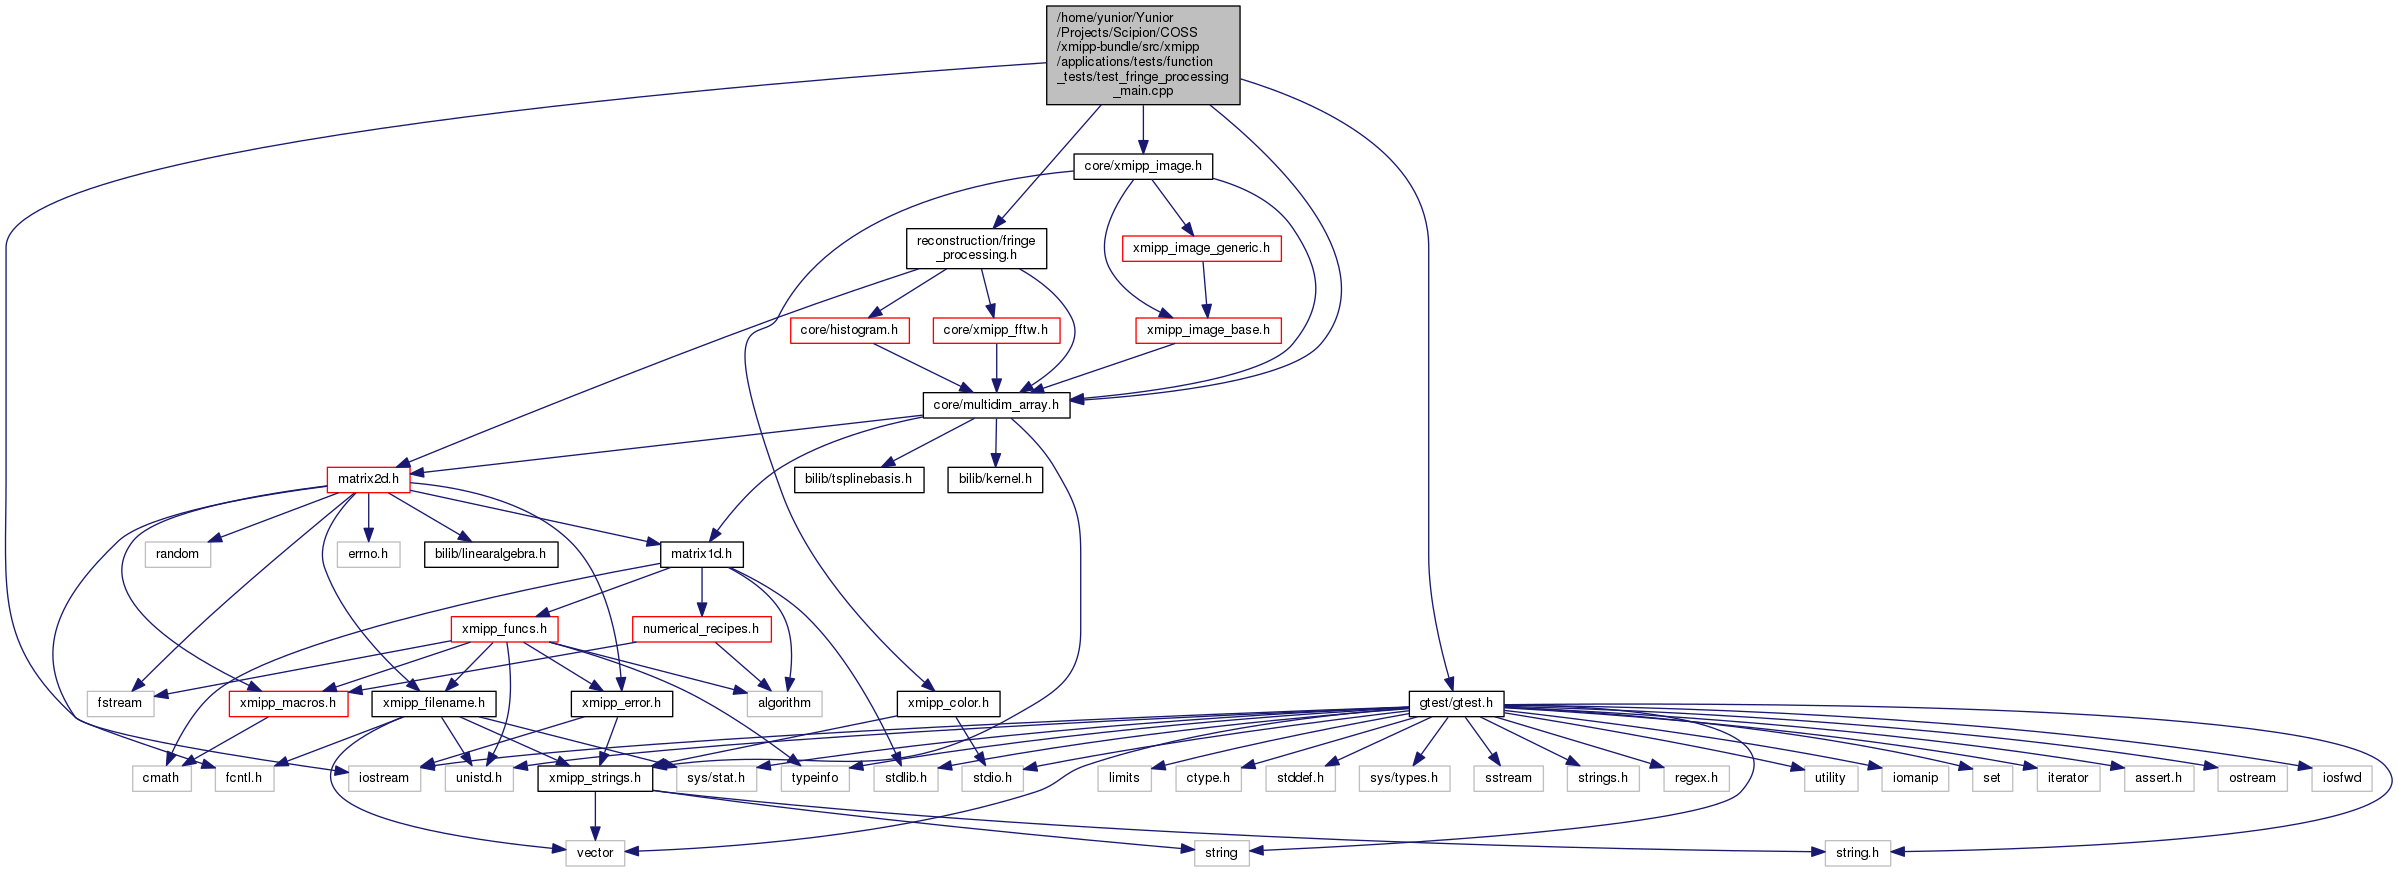 /home/yunior/Yunior
/Projects/Scipion/COSS
/xmipp-bundle/src/xmipp
/applications/tests/function
_tests/test_fringe_processing
_main.cpp
core/xmipp_image.h
reconstruction/fringe
_processing.h
xmipp_image_generic.h
core/histogram.h
core/xmipp_fftw.h
xmipp_image_base.h
core/multidim_array.h
matrix2d.h
bilib/tsplinebasis.h
bilib/kernel.h
random
errno.h
bilib/linearalgebra.h
matrix1d.h
xmipp_funcs.h
numerical_recipes.h
fstream
xmipp_macros.h
xmipp_filename.h
xmipp_error.h
algorithm
xmipp_color.h
gtest/gtest.h
cmath
fcntl.h
iostream
unistd.h
xmipp_strings.h
sys/stat.h
typeinfo
stdlib.h
stdio.h
limits
ctype.h
stddef.h
sys/types.h
sstream
strings.h
regex.h
utility
iomanip
set
iterator
assert.h
ostream
iosfwd
vector
string
string.h